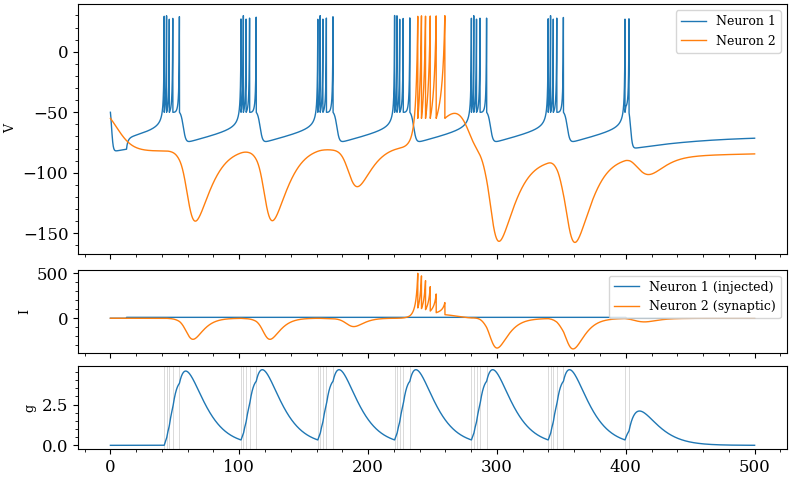 Neuron 1
Neuron 2
0
−50
−100
−150
V
Neuron 1 (injected)
Neuron 2 (synaptic)
500
0
I
2.5
0.0
g
0 100 200 300 400 500